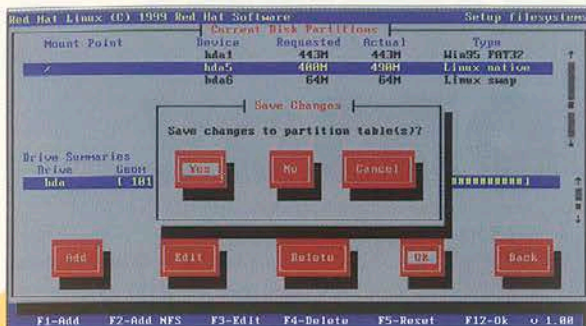 Red Hat Linux (C) 1999 Red Hat Software Setup filesystems
Current Disk Partitions
Mount Point Device Requested Actual Type
hda1 443M 443M Win95 FAT32
/ hda5 400M 490M Linux native
hda6 64M 64M Linux swap
Save Changes
Save changes to partition table(s)?
Yes No Cancel
Drive Summaries
Drive Geom
hda [ 101 ##########]
Add Edit Delete OK Back
F1-Add F2-Add NFS F3-Edit F4-Delete F5-Reset F12-Ok v 1.00